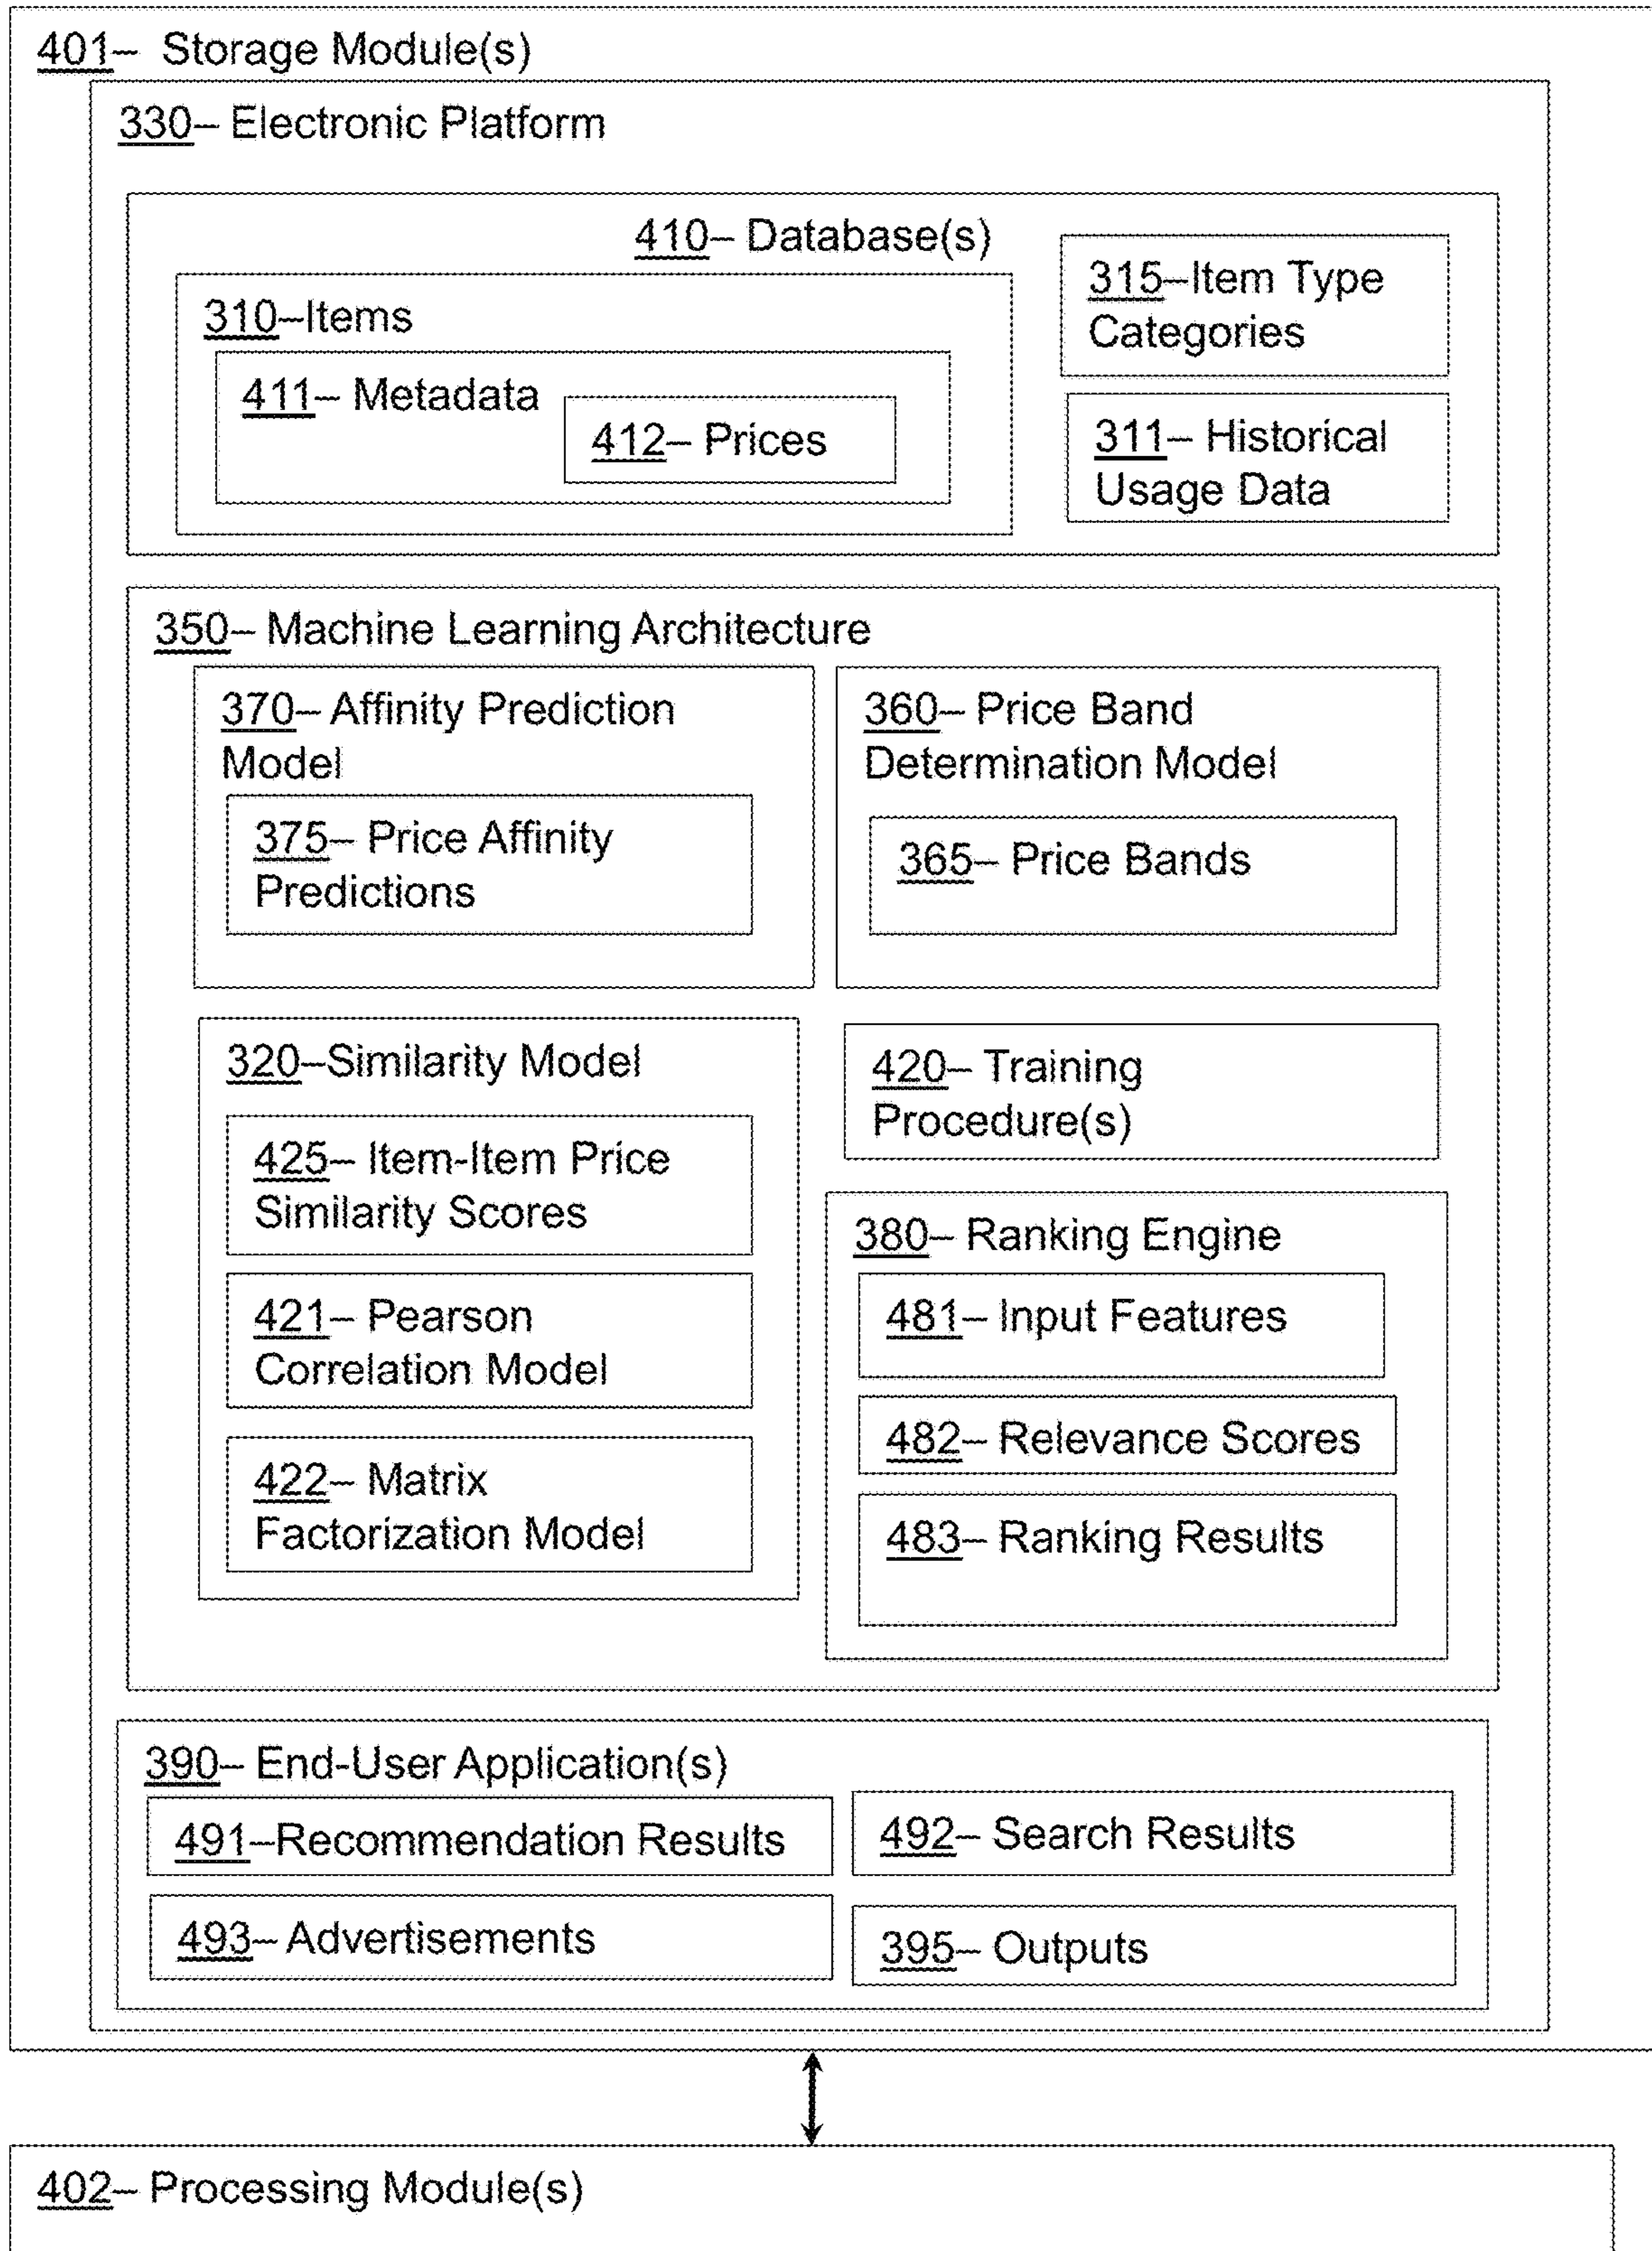 401– Storage Module(s)
330– Electronic Platform
410– Database(s)
310–Items
411– Metadata
412– Prices
315–Item Type
Categories
311– Historical
Usage Data
350– Machine Learning Architecture
370– Affinity Prediction
Model
375– Price Affinity
Predictions
360– Price Band
Determination Model
365– Price Bands
320–Similarity Model
425– Item-Item Price
Similarity Scores
421– Pearson
Correlation Model
422– Matrix
Factorization Model
420– Training
Procedure(s)
380– Ranking Engine
481– Input Features
482– Relevance Scores
483– Ranking Results
390– End-User Application(s)
491–Recommendation Results
492– Search Results
493– Advertisements
395– Outputs
402– Processing Module(s)